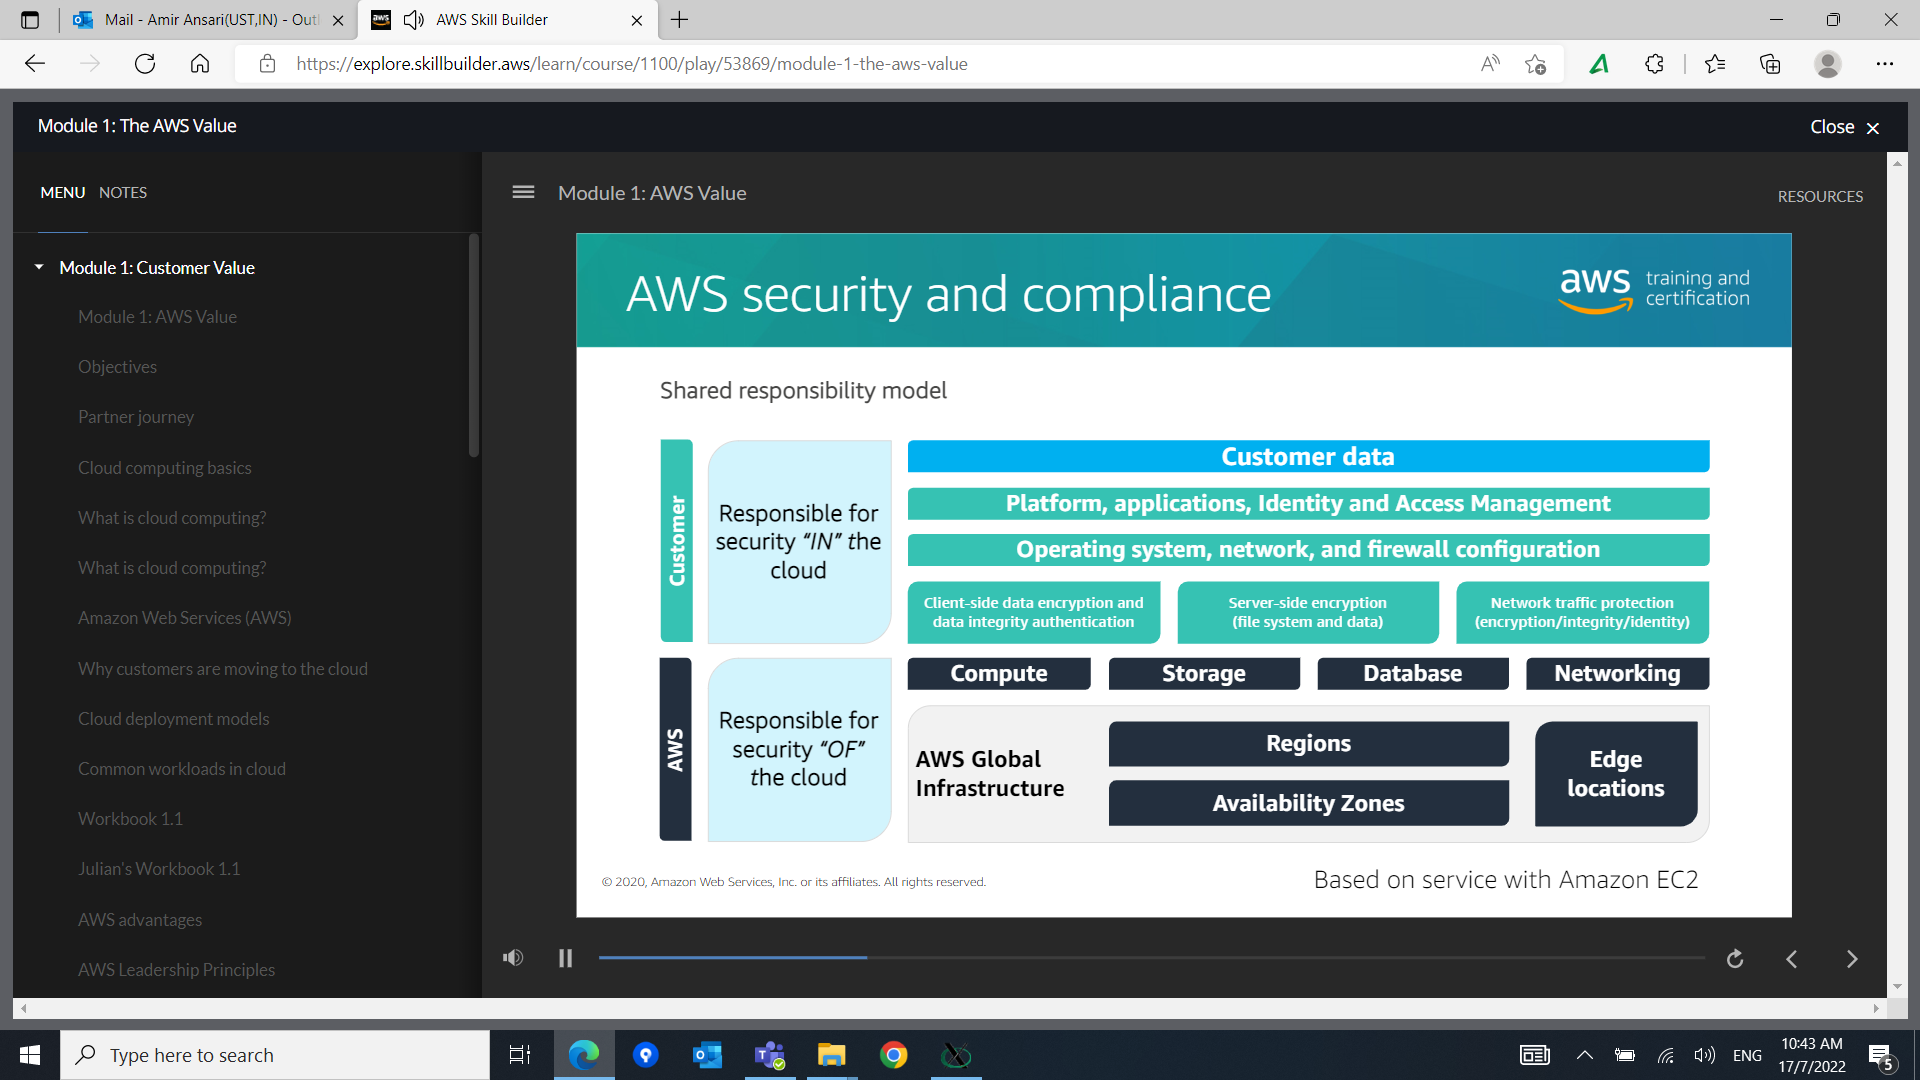 Mail - Amir Ansari(UST,IN) - Out
aws
AWS Skill Builder
https://explore.skillbuilder.aws/learn/course/1100/play/53869/module-1-the-aws-value
Module 1: The AWS Value
Close
MENU NOTES
Module 1: AWS Value
RESOURCES
Module 1: Customer Value
Module 1: AWS Value
Objectives
Partner journey
Cloud computing basics
What is cloud computing?
What is cloud computing?
Amazon Web Services (AWS)
Why customers are moving to the cloud
Cloud deployment models
Common workloads in cloud
Workbook 1.1
Julian's Workbook 1.1
AWS advantages
AWS Leadership Principles
AWS security and compliance
aws training and
certification
Shared responsibility model
Customer
Responsible for
security "IN" the
cloud
Customer data
Platform, applications, Identity and Access Management
Operating system, network, and firewall configuration
Client-side data encryption and
data integrity authentication
Server-side encryption
(file system and data)
Network traffic protection
(encryption/integrity/identity)
AWS
Responsible for
security "OF"
the cloud
Compute
Storage
Database
Networking
AWS Global
Infrastructure
Regions
Availability Zones
Edge
locations
© 2020, Amazon Web Services, Inc. or its affiliates. All rights reserved.
Based on service with Amazon EC2
Type here to search
ENG
10:43 AM
17/7/2022
5